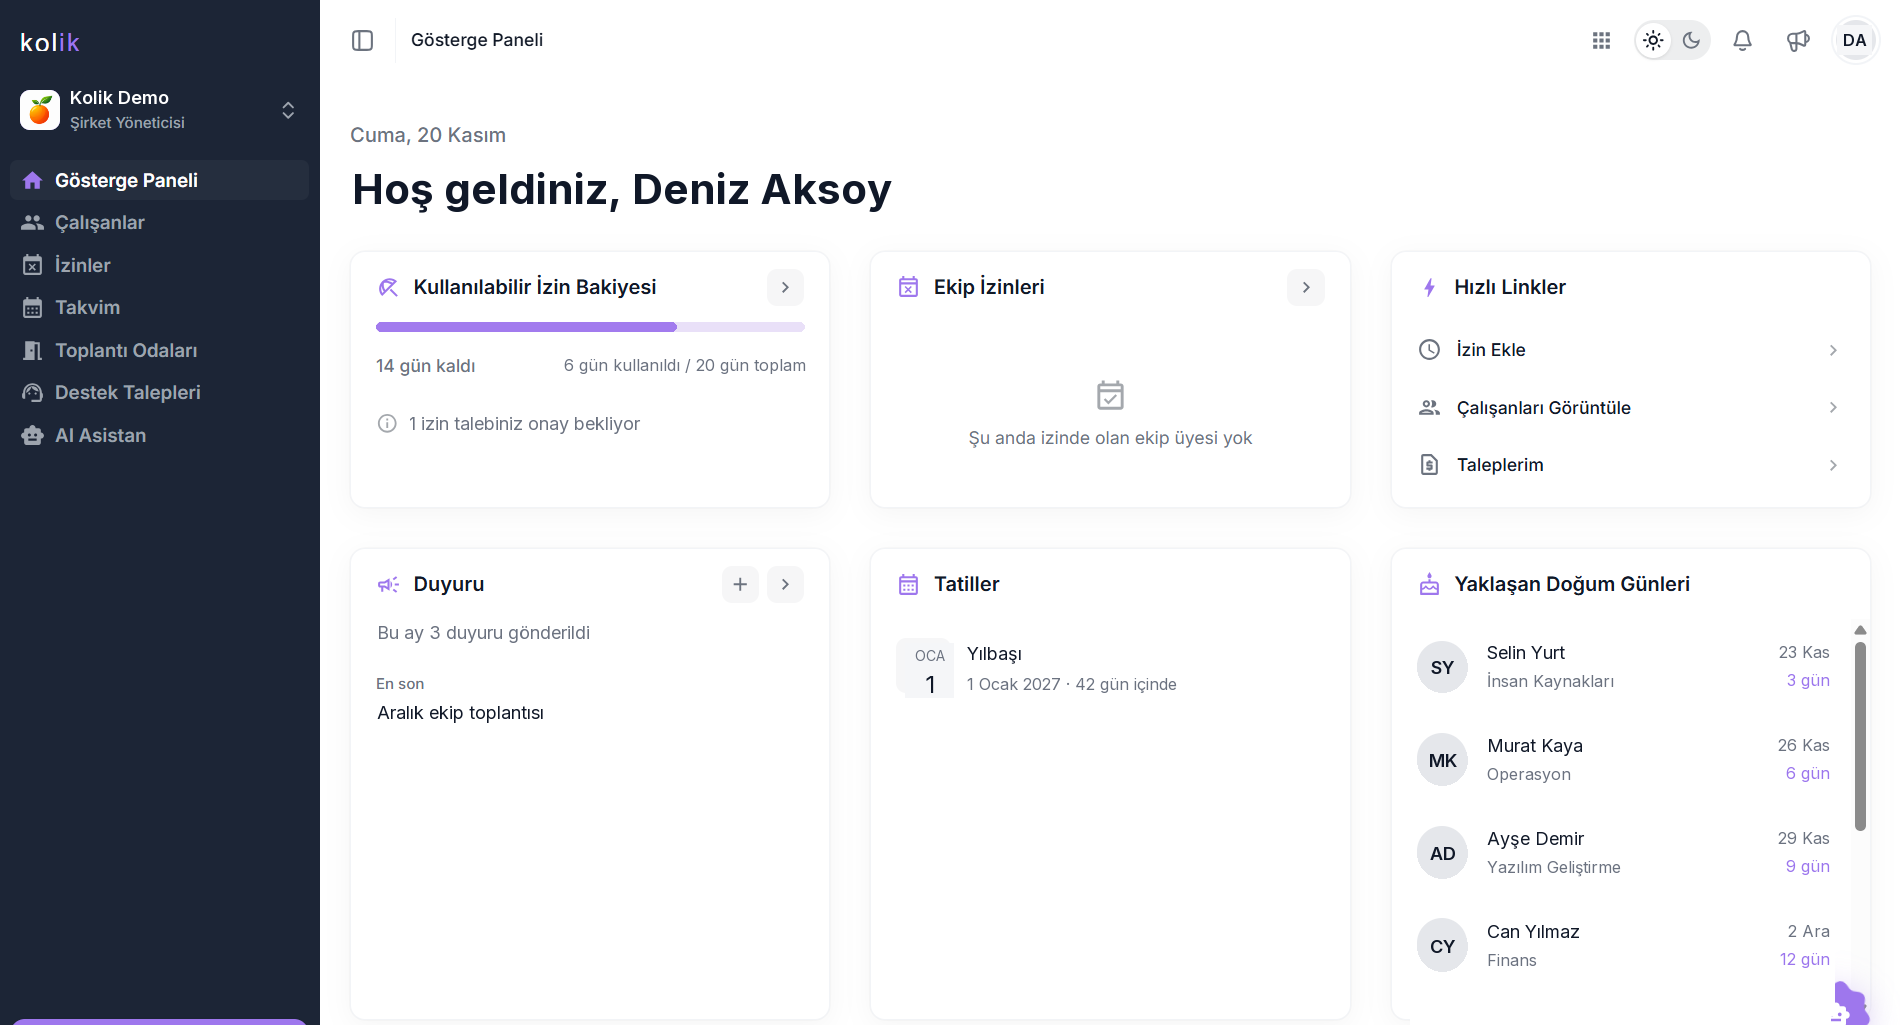 kolik
Kolik Demo
Şirket Yöneticisi
Gösterge Paneli
Çalışanlar
İzinler
Takvim
Toplantı Odaları
Destek Talepleri
AI Asistan
Gösterge Paneli
DA
Cuma, 20 Kasım
Hoş geldiniz, Deniz Aksoy
Kullanılabilir İzin Bakiyesi
14 gün kaldı
6 gün kullanıldı / 20 gün toplam
1 izin talebiniz onay bekliyor
Ekip İzinleri
Şu anda izinde olan ekip üyesi yok
Hızlı Linkler
İzin Ekle
Çalışanları Görüntüle
Taleplerim
Duyuru
Bu ay 3 duyuru gönderildi
En son
Aralık ekip toplantısı
Tatiller
OCA
1
Yılbaşı
1 Ocak 2027 · 42 gün içinde
Yaklaşan Doğum Günleri
SY
Selin Yurt
İnsan Kaynakları
23 Kas
3 gün
MK
Murat Kaya
Operasyon
26 Kas
6 gün
AD
Ayşe Demir
Yazılım Geliştirme
29 Kas
9 gün
CY
Can Yılmaz
Finans
2 Ara
12 gün